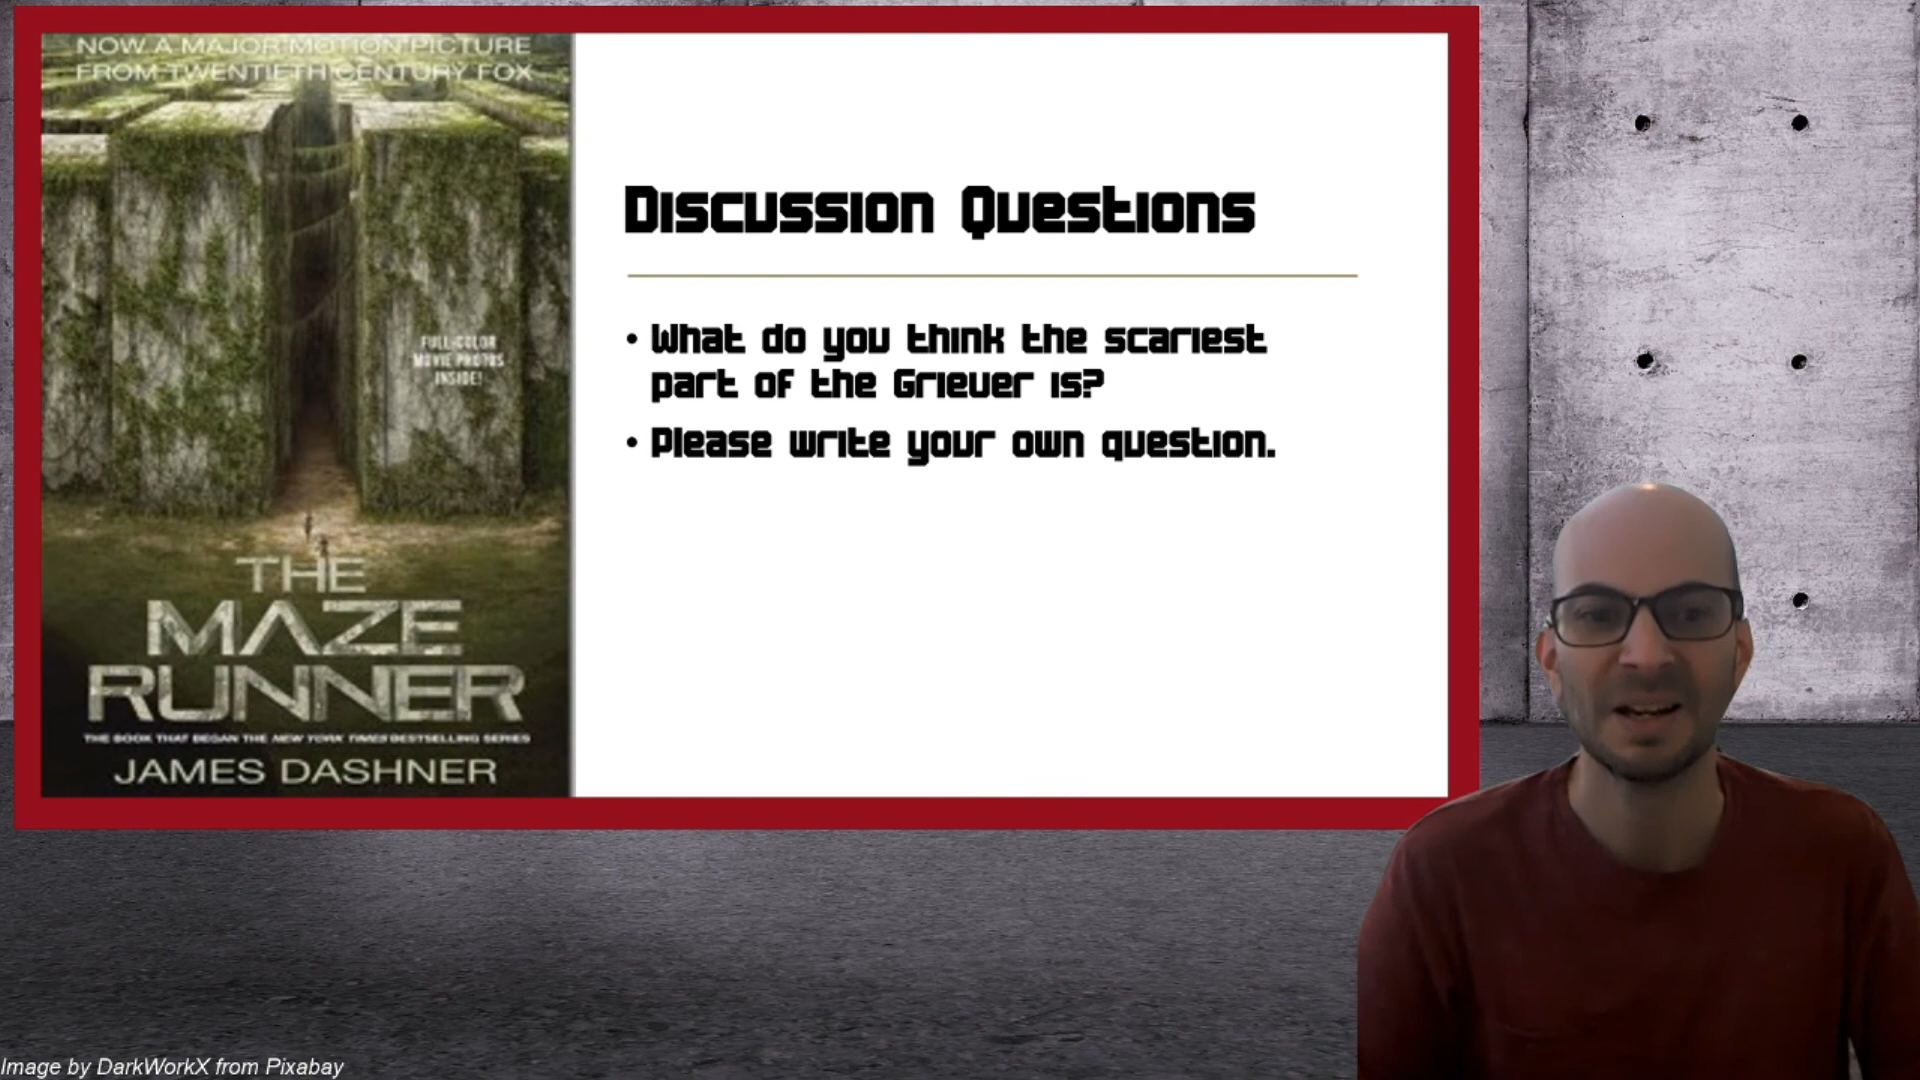 NOW A MAJOR MOTION PICTURE
FROM TWENTIETH CENTURY FOX
FULL-COLOR
MOVIE PHOTOS
INSIDE!
THE
MAZE
RUNNER
THE BOOK THAT BEGAN THE NEW YORK TIMES BESTSELLING SERIES
JAMES DASHNER
Discussion Questions
• What do you think the scariest
part of the Griever is?
• Please write your own question.
Image by DarkWorkX from Pixabay